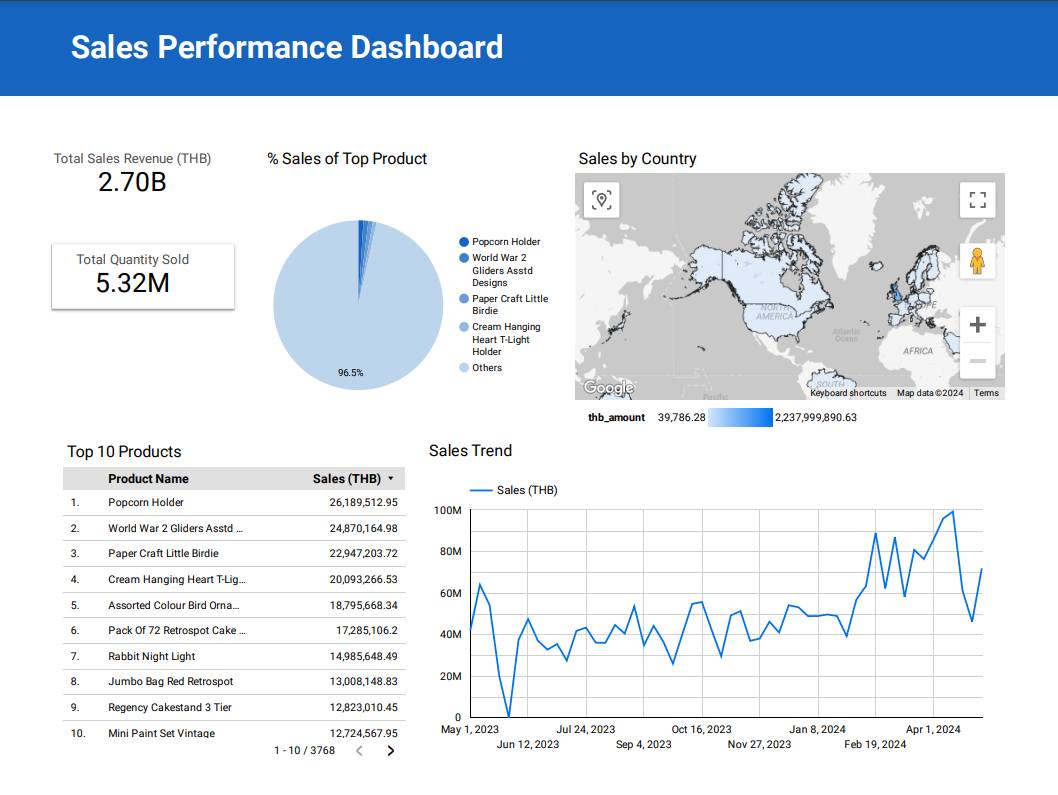 Sales Performance Dashboard
Total Sales Revenue (THB)
2.70B
Total Quantity Sold
5.32M
% Sales of Top Product
96.5%
Popcorn Holder
World War 2
Gliders Asstd
Designs
Paper Craft Little
Birdie
Cream Hanging
Heart T-Light
Holder
Others
Sales by Country
NORTH
AMERICA
Atlantic
Ocean
AFRICA
SOUTH
Pacific
Google
Keyboard shortcuts Map data ©2024 Terms
thb_amount 39,786.28 2,237,999,890.63
Top 10 Products
Product Name Sales (THB)
1. Popcorn Holder 26,189,512.95
2. World War 2 Gliders Asstd ... 24,870,164.98
3. Paper Craft Little Birdie 22,947,203.72
4. Cream Hanging Heart T-Lig... 20,093,266.53
5. Assorted Colour Bird Orna... 18,795,668.34
6. Pack Of 72 Retrospot Cake ... 17,285,106.2
7. Rabbit Night Light 14,985,648.49
8. Jumbo Bag Red Retrospot 13,008,148.83
9. Regency Cakestand 3 Tier 12,823,010.45
10. Mini Paint Set Vintage 12,724,567.95
1 - 10 / 3768
Sales Trend
Sales (THB)
100M
80M
60M
40M
20M
0
May 1, 2023 Jul 24, 2023 Oct 16, 2023 Jan 8, 2024 Apr 1, 2024
Jun 12, 2023 Sep 4, 2023 Nov 27, 2023 Feb 19, 2024